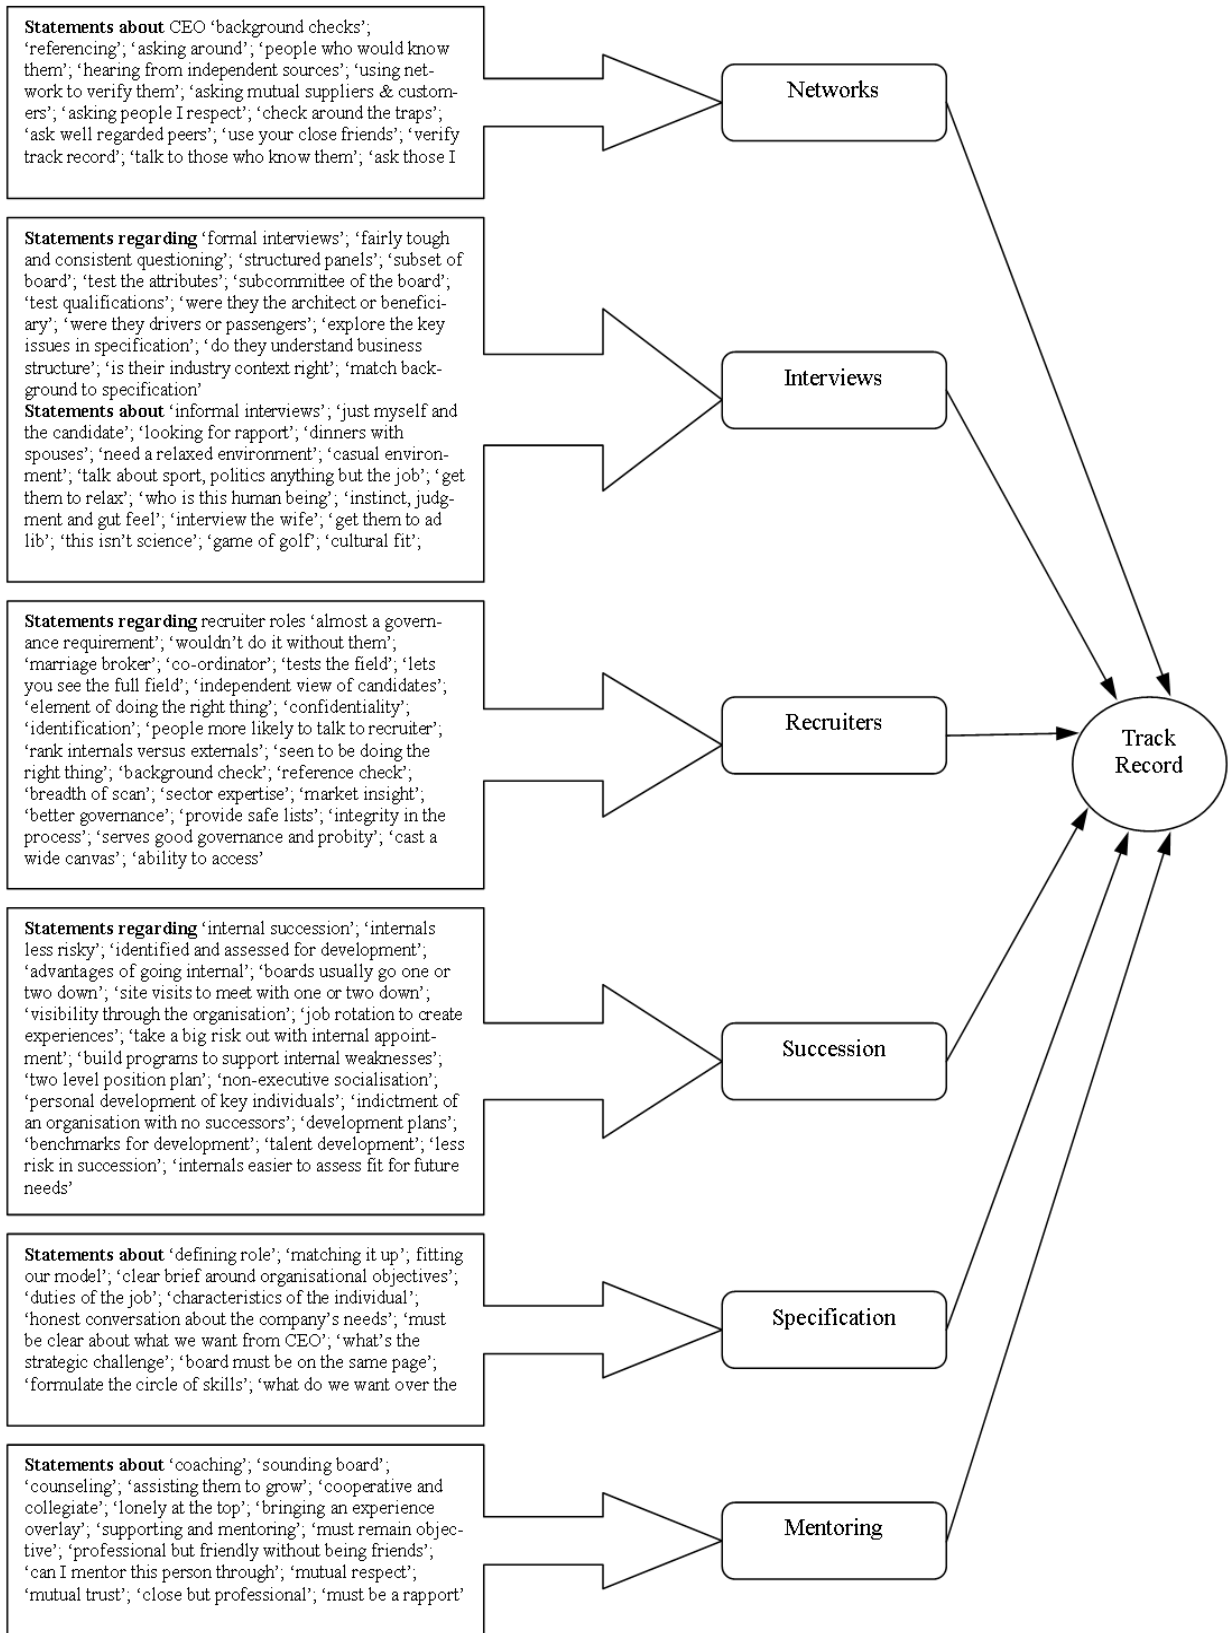 Statements about CEO ‘background checks’;
‘referencing’; ‘asking around’; ‘people who would know
them’; ‘hearing from independent sources’; ‘using net-
work to verify them’; ‘asking mutual suppliers & custom-
ers’; ‘asking people I respect’; ‘check around the traps’;
‘ask well regarded peers’; ‘use your close friends’; ‘verify
track record’; ‘talk to those who know them’; ‘ask those I
Networks
Statements regarding ‘formal interviews’; ‘fairly tough
and consistent questioning’; ‘structured panels’; ‘subset of
board’; ‘test the attributes’; ‘subcommittee of the board’;
‘test qualifications’; ‘were they the architect or benefici-
ary’; ‘were they drivers or passengers’; ‘explore the key
issues in specification’; ‘do they understand business
structure’; ‘is their industry context right’; ‘match back-
ground to specification’
Statements about ‘informal interviews’; ‘just myself and
the candidate’; ‘looking for rapport’; ‘dinners with
spouses’; ‘need a relaxed environment’; ‘casual environ-
ment’; ‘talk about sport, politics anything but the job’; ‘get
them to relax’; ‘who is this human being’; ‘instinct, judg-
ment and gut feel’; ‘interview the wife’; ‘get them to ad
lib’; ‘this isn’t science’; ‘game of golf’; ‘cultural fit’;
Interviews
Statements regarding recruiter roles ‘almost a govern-
ance requirement’; ‘wouldn’t do it without them’;
‘marriage broker’; ‘co-ordinator’; ‘tests the field’; ‘lets
you see the full field’; ‘independent view of candidates’;
‘element of doing the right thing’; ‘confidentiality’;
‘identification’; ‘people more likely to talk to recruiter’;
‘rank internals versus externals’; ‘seen to be doing the
right thing’; ‘background check’; ‘reference check’;
‘breadth of scan’; ‘sector expertise’; ‘market insight’;
‘better governance’; ‘provide safe lists’; ‘integrity in the
process’; ‘serves good governance and probity’; ‘cast a
wide canvas’; ‘ability to access’
Recruiters
Track
Record
Statements regarding ‘internal succession’; ‘internals
less risky’; ‘identified and assessed for development’;
‘advantages of going internal’; ‘boards usually go one or
two down’; ‘site visits to meet with one or two down’;
‘visibility through the organisation’; ‘job rotation to create
experiences’; ‘take a big risk out with internal appoint-
ment’; ‘build programs to support internal weaknesses’;
‘two level position plan’; ‘non-executive socialisation’;
‘personal development of key individuals’; ‘indictment of
an organisation with no successors’; ‘development plans’;
‘benchmarks for development’; ‘talent development’; ‘less
risk in succession’; ‘internals easier to assess fit for future
needs’
Succession
Statements about ‘defining role’; ‘matching it up’; fitting
our model’; ‘clear brief around organisational objectives’;
‘duties of the job’; ‘characteristics of the individual’;
‘honest conversation about the company’s needs’; ‘must
be clear about what we want from CEO’; ‘what’s the
strategic challenge’; ‘board must be on the same page’;
‘formulate the circle of skills’; ‘what do we want over the
Specification
Statements about ‘coaching’; ‘sounding board’;
‘counseling’; ‘assisting them to grow’; ‘cooperative and
collegiate’; ‘lonely at the top’; ‘bringing an experience
overlay’; ‘supporting and mentoring’; ‘must remain objec-
tive’; ‘professional but friendly without being friends’;
‘can I mentor this person through’; ‘mutual respect’;
‘mutual trust’; ‘close but professional’; ‘must be a rapport’
Mentoring